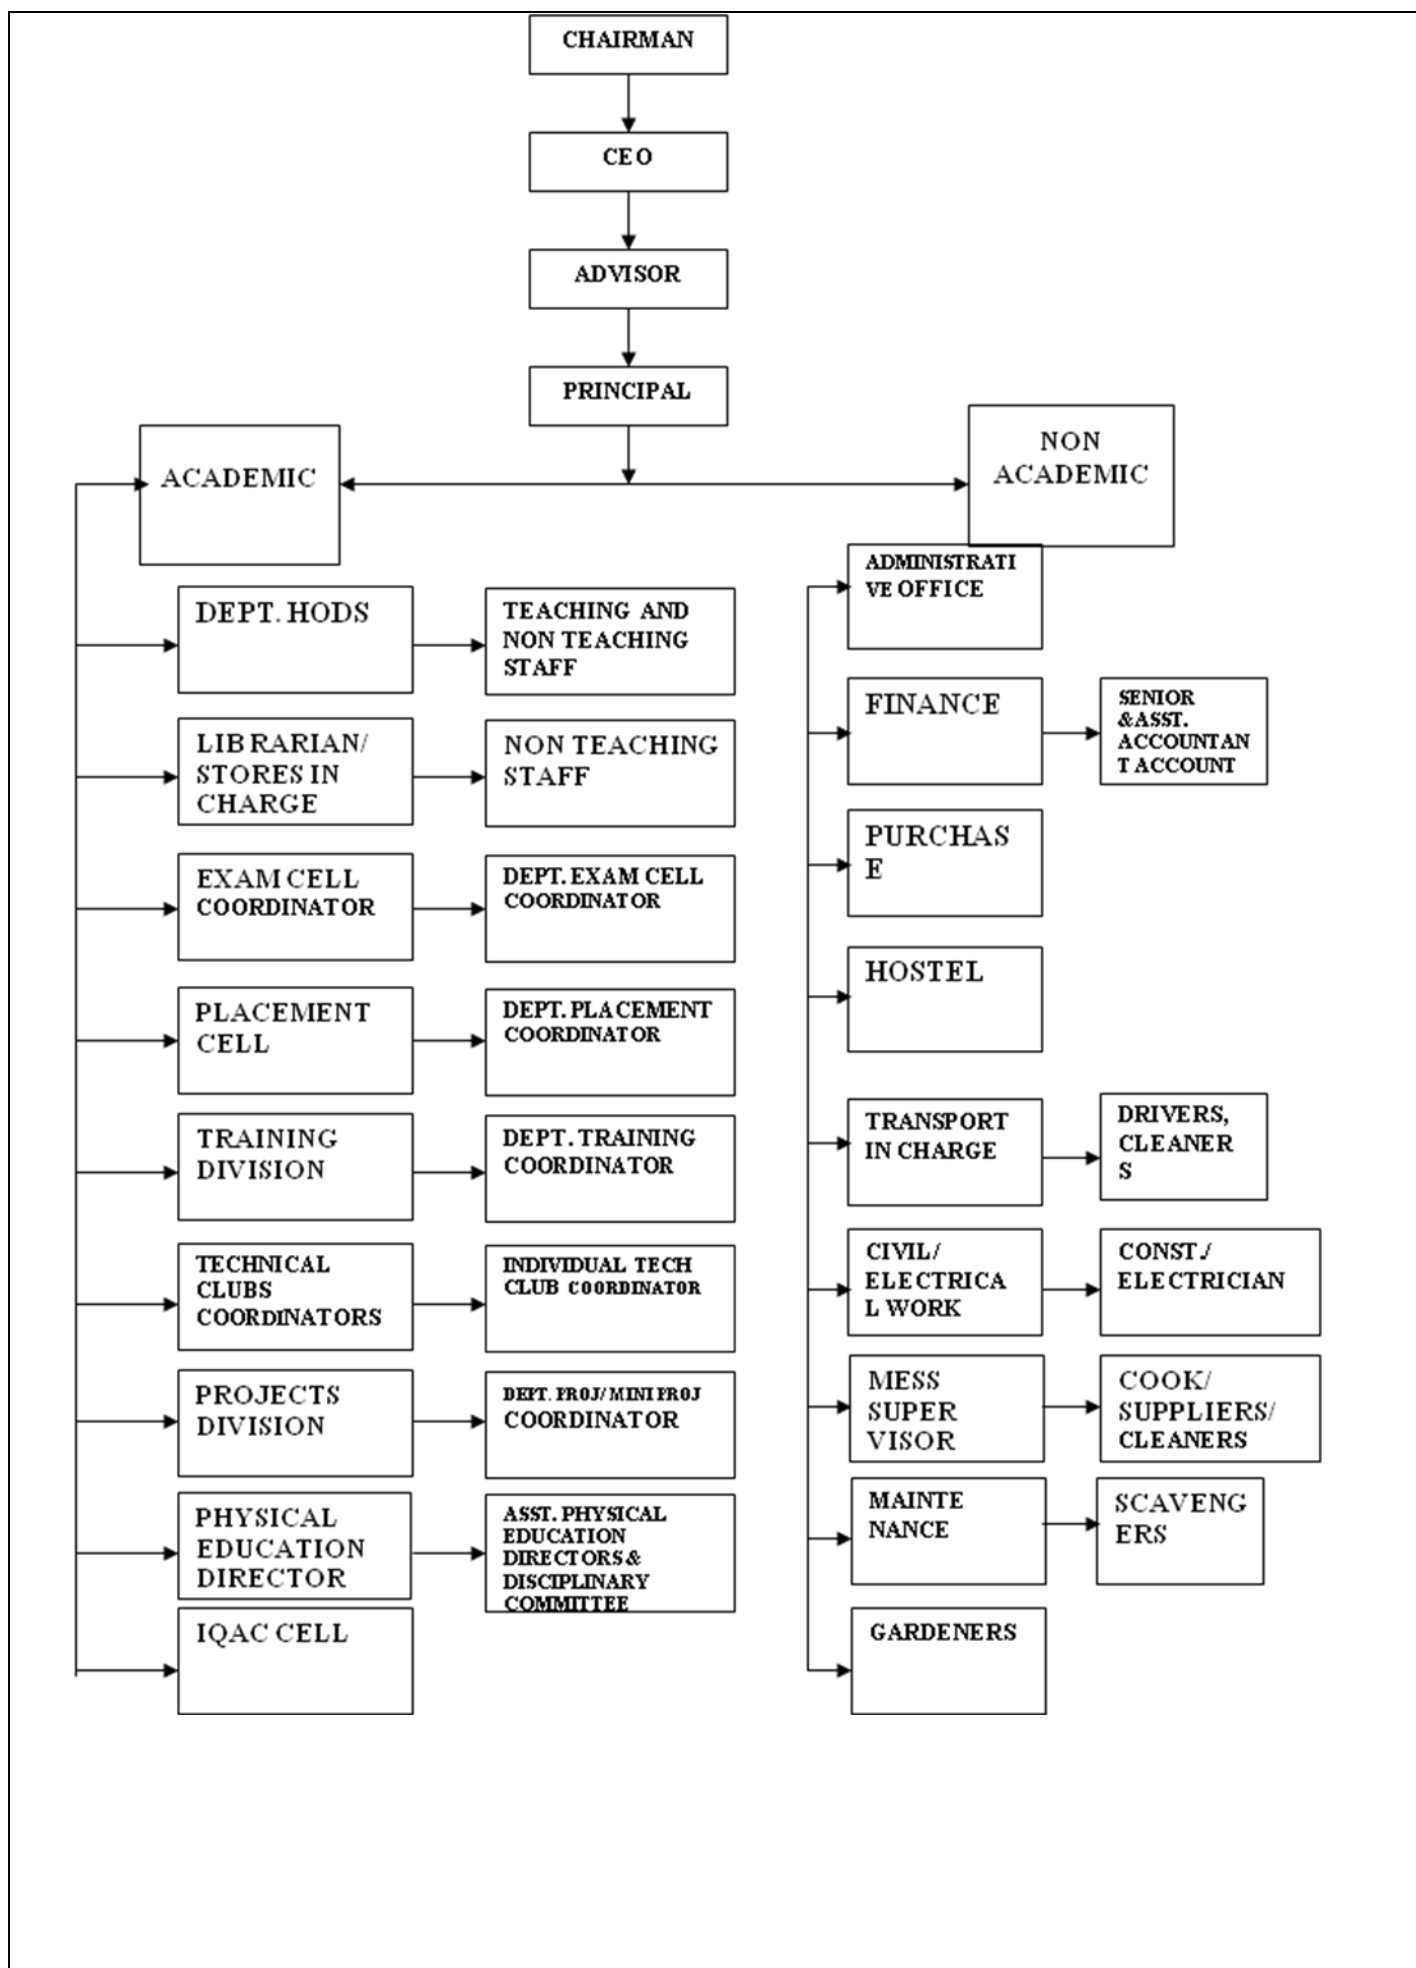 CHAIRMAN
CEO
ADVISOR
PRINCIPAL
ACADEMIC
NON
ACADEMIC
DEPT. HODS
TEACHING AND
NON TEACHING
STAFF
LIBRARIAN/
STORES IN
CHARGE
NON TEACHING
STAFF
EXAM CELL
COORDINATOR
DEPT. EXAM CELL
COORDINATOR
PLACEMENT
CELL
DEPT. PLACEMENT
COORDINATOR
TRAINING
DIVISION
DEPT. TRAINING
COORDINATOR
TECHNICAL
CLUBS
COORDINATORS
INDIVIDUAL TECH
CLUB COORDINATOR
PROJECTS
DIVISION
DEPT. PROJ/ MINI PROJ
COORDINATOR
PHYSICAL
EDUCATION
DIRECTOR
ASST. PHYSICAL
EDUCATION
DIRECTORS &
DISCIPLINARY
COMMITTEE
IQAC CELL
ADMINISTRATI
VE OFFICE
FINANCE
SENIOR
&ASST.
ACCOUNTAN
T ACCOUNT
PURCHAS
E
HOSTEL
TRANSPORT
IN CHARGE
DRIVERS,
CLEANER
S
CIVIL/
ELECTRICA
L WORK
CONST./
ELECTRICIAN
MESS
SUPER
VISOR
COOK/
SUPPLIERS/
CLEANERS
MAINTE
NANCE
SCAVENG
ERS
GARDENERS